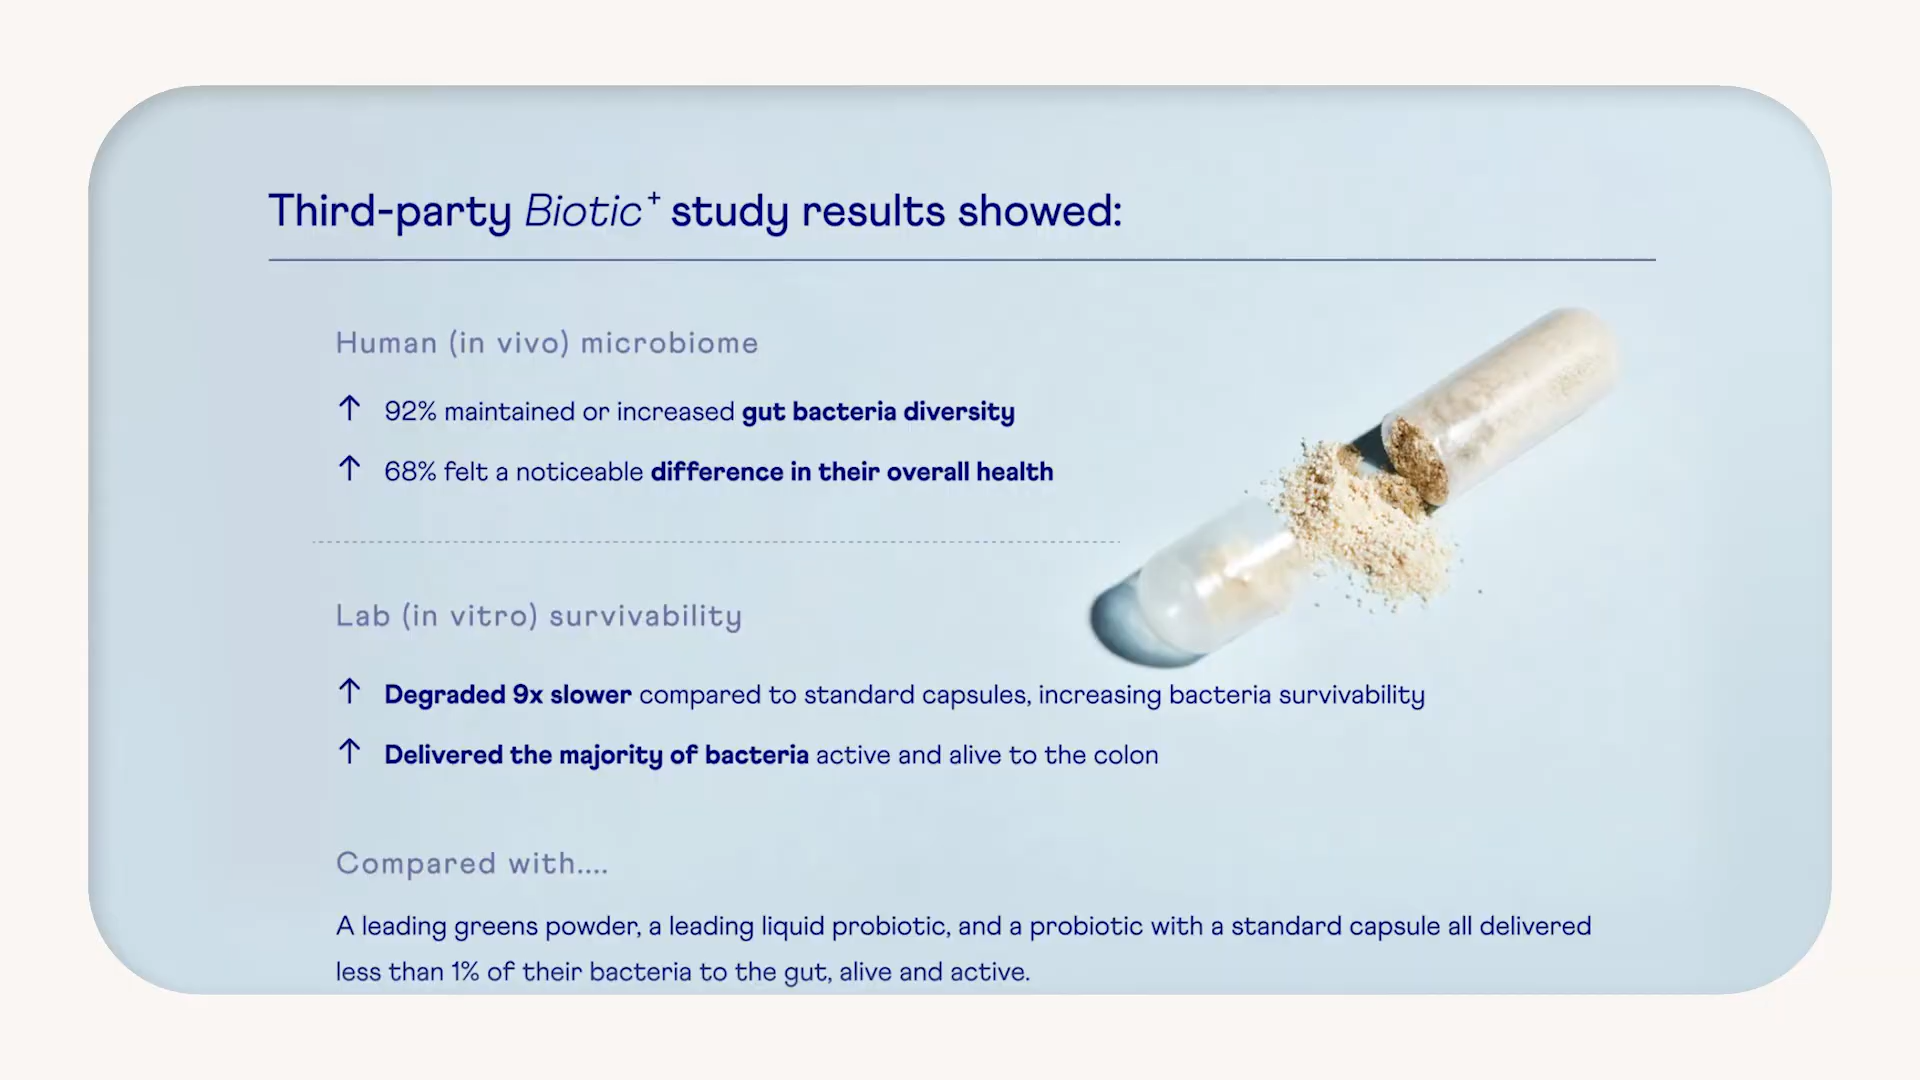 Third-party Biotic+ study results showed:
Human (in vivo) microbiome
↑ 92% maintained or increased gut bacteria diversity
↑ 68% felt a noticeable difference in their overall health
Lab (in vitro) survivability
↑ Degraded 9x slower compared to standard capsules, increasing bacteria survivability
↑ Delivered the majority of bacteria active and alive to the colon
Compared with....
A leading greens powder, a leading liquid probiotic, and a probiotic with a standard capsule all delivered
less than 1% of their bacteria to the gut, alive and active.